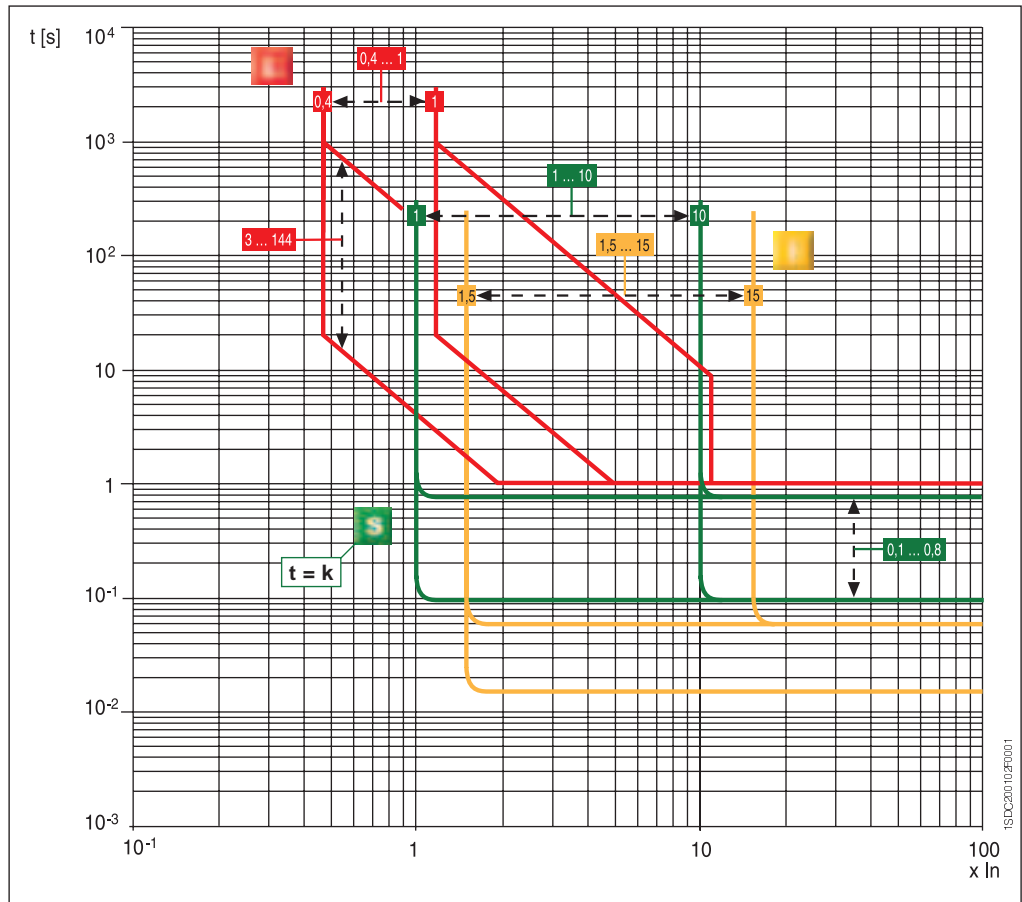 t [s]
10⁴
L
0,4 ... 1
0,4
1
10³
1 ... 10
1
10
3 ... 144
1,5 ... 15
I
10²
1,5
15
10
1
S
0,1 ... 0,8
t = k
10⁻¹
10⁻²
10⁻³
10⁻¹
1
10
100
x In
1SDC200102F0001